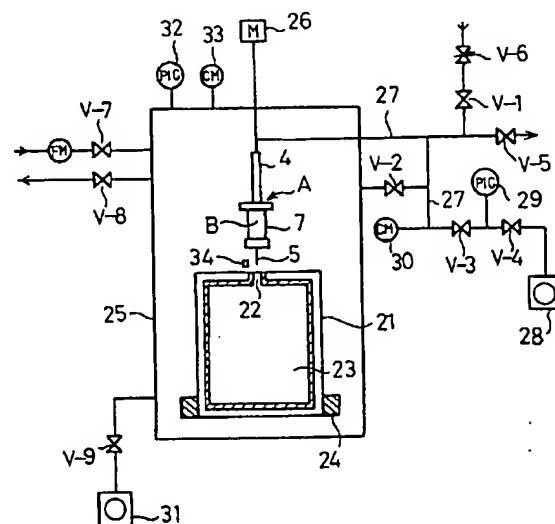 32 33 M 26
PIC CM V-6
V-7 V-1
FM 4 27
A V-2 V-5
V-8 B 7 27 PIC 29
34 5 CM
30 V-3 V-4
25 22 21
28
23
V-9 24
31